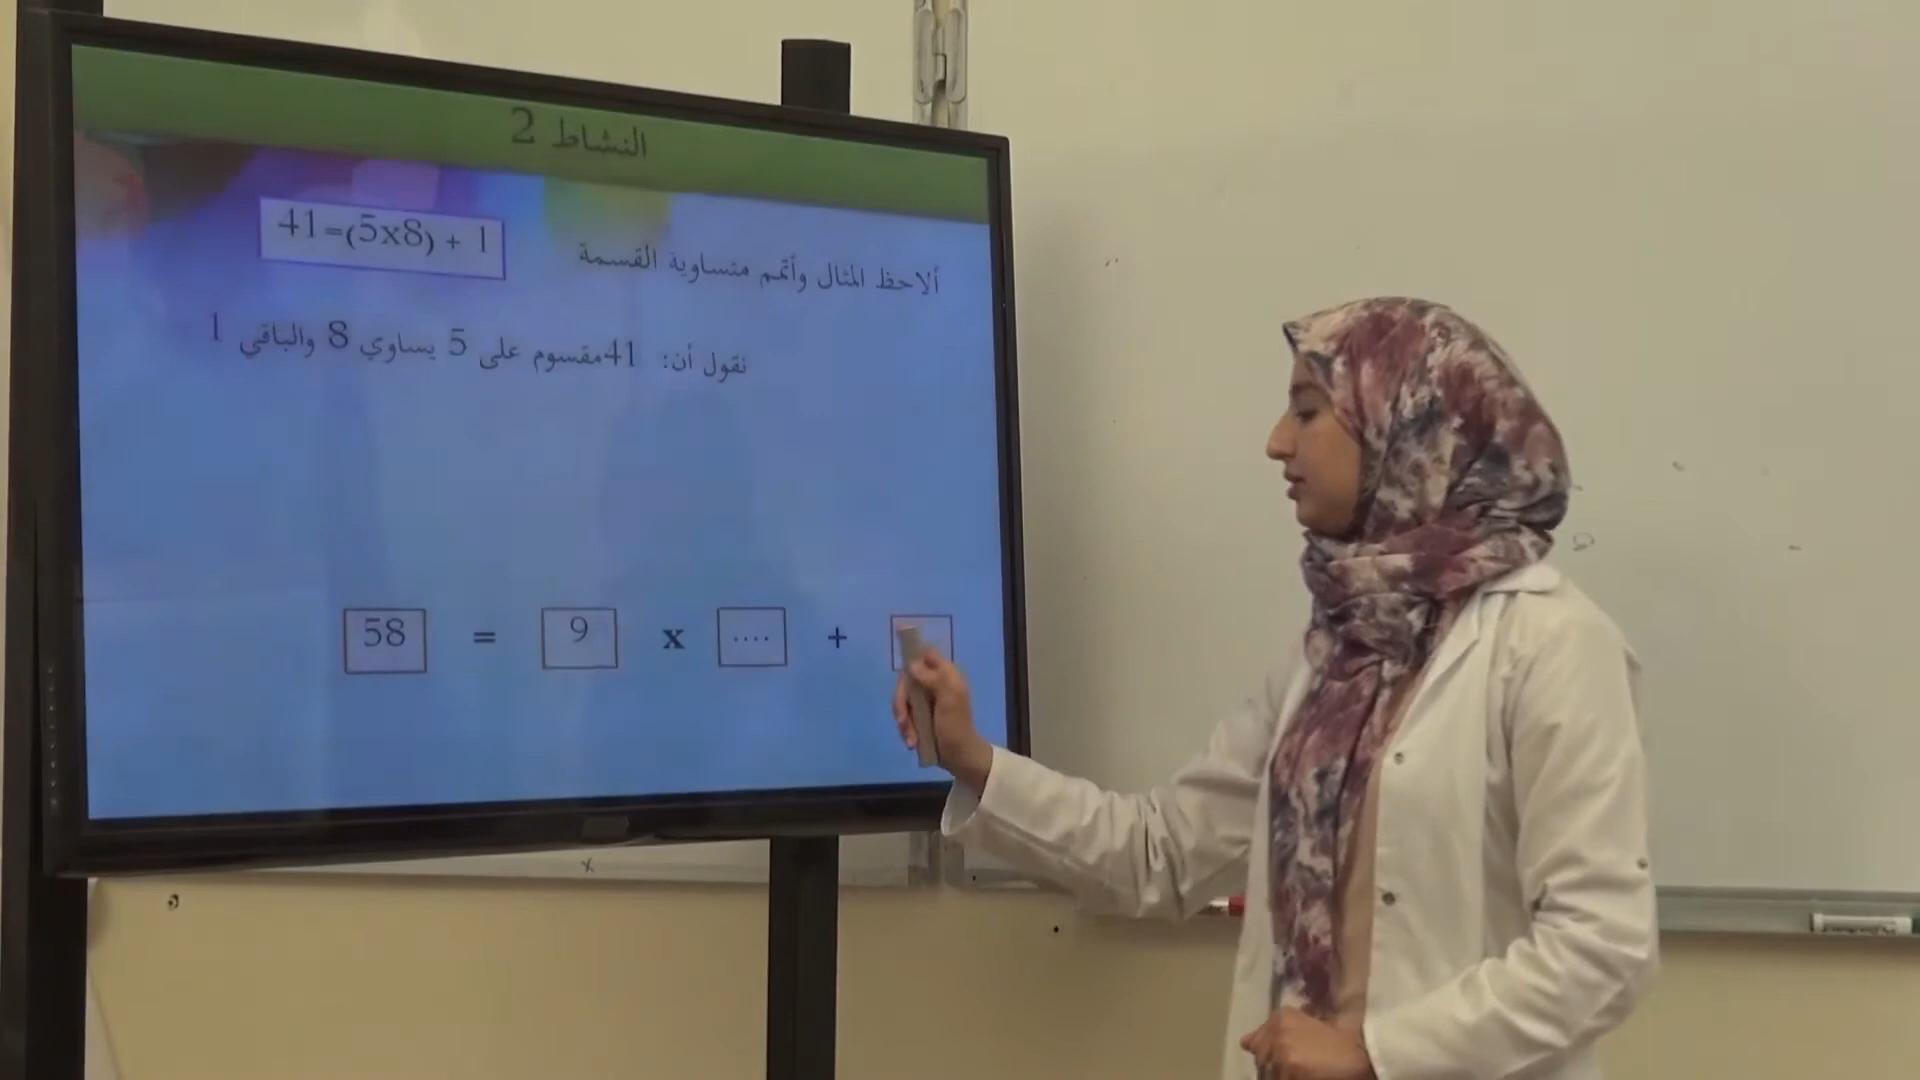 النشاط 2
41=(5x8) + 1
ألاحظ المثال وأتمم متساوية القسمة
نقول أن: 41مقسوم على 5 يساوي 8 والباقي 1
58 = 9 x .... +